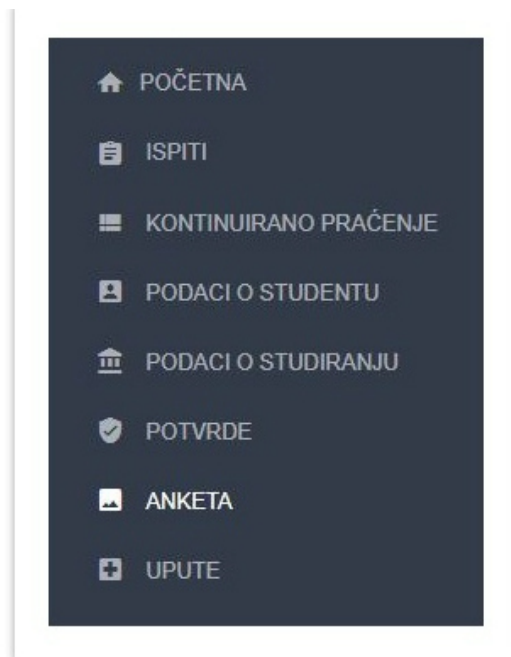 POČETNA
ISPITI
KONTINUIRANO PRAĆENJE
PODACI O STUDENTU
PODACI O STUDIRANJU
POTVRDE
ANKETA
UPUTE